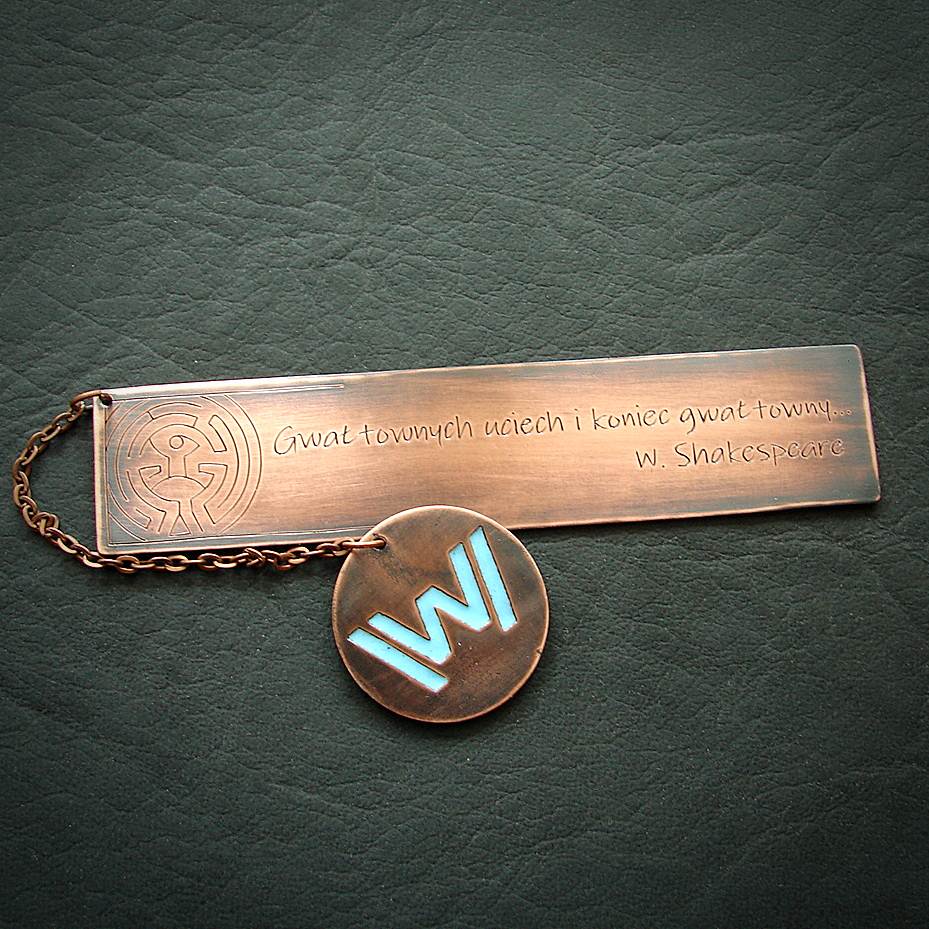 Gwałtownych uciech i koniec gwałtowny...
W. Shakespeare
W